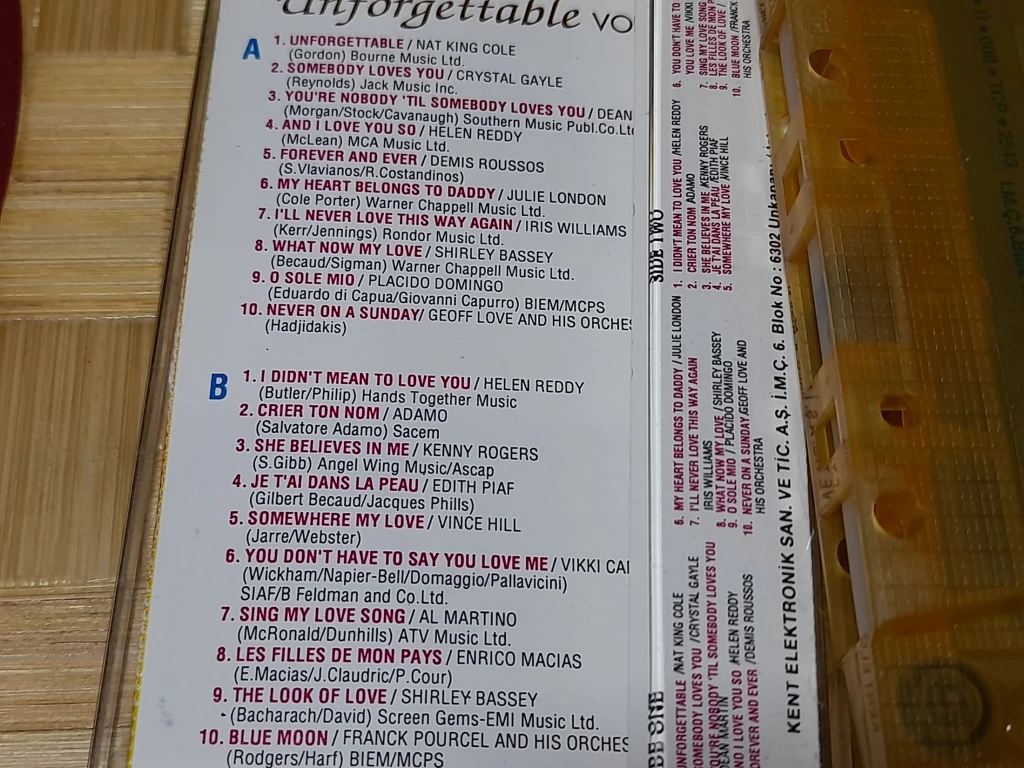 Unforgettable VO
A
1. UNFORGETTABLE / NAT KING COLE
(Gordon) Bourne Music Ltd.
2. SOMEBODY LOVES YOU / CRYSTAL GAYLE
(Reynolds) Jack Music Inc.
3. YOU'RE NOBODY 'TIL SOMEBODY LOVES YOU / DEAN
(Morgan/Stock/Cavanaugh) Southern Music Publ.Co.Lt
4. AND I LOVE YOU SO / HELEN REDDY
(McLean) MCA Music Ltd.
5. FOREVER AND EVER / DEMIS ROUSSOS
(S.Vlavianos/R.Costandinos)
6. MY HEART BELONGS TO DADDY / JULIE LONDON
(Cole Porter) Warner Chappell Music Ltd.
7. I'LL NEVER LOVE THIS WAY AGAIN / IRIS WILLIAMS
(Kerr/Jennings) Rondor Music Ltd.
8. WHAT NOW MY LOVE / SHIRLEY BASSEY
(Becaud/Sigman) Warner Chappell Music Ltd.
9. O SOLE MIO / PLACIDO DOMINGO
(Eduardo di Capua/Giovanni Capurro) BIEM/MCPS
10. NEVER ON A SUNDAY/ GEOFF LOVE AND HIS ORCHES
(Hadjidakis)
B
1. I DIDN'T MEAN TO LOVE YOU / HELEN REDDY
(Butler/Philip) Hands Together Music
2. CRIER TON NOM / ADAMO
(Salvatore Adamo) Sacem
3. SHE BELIEVES IN ME / KENNY ROGERS
(S.Gibb) Angel Wing Music/Ascap
4. JE T'AI DANS LA PEAU / EDITH PIAF
(Gilbert Becaud/Jacques Phills)
5. SOMEWHERE MY LOVE / VINCE HILL
(Jarre/Webster)
6. YOU DON'T HAVE TO SAY YOU LOVE ME / VIKKI CAR
(Wickham/Napier-Bell/Domaggio/Pallavicini)
SIAF/B Feldman and Co.Ltd.
7. SING MY LOVE SONG / AL MARTINO
(McRonald/Dunhills) ATV Music Ltd.
8. LES FILLES DE MON PAYS / ENRICO MACIAS
(E.Macias/J.Claudric/P.Cour)
9. THE LOOK OF LOVE / SHIRLEY BASSEY
(Bacharach/David) Screen Gems-EMI Music Ltd.
10. BLUE MOON / FRANCK POURCEL AND HIS ORCHES
(Rodgers/Harf) BIEM/MCPS
DE ONE
UNFORGETTABLE /NAT KING COLE
SOMEBODY LOVES YOU /CRYSTAL GAYLE
YOU'RE NOBODY 'TIL SOMEBODY LOVES YOU
DEAN MARTIN
AND I LOVE YOU SO /HELEN REDDY
FOREVER AND EVER /DEMIS ROUSSOS
6. MY HEART BELONGS TO DADDY / JULIE LONDON
7. I'LL NEVER LOVE THIS WAY AGAIN
IRIS WILLIAMS
8. WHAT NOW MY LOVE / SHIRLEY BASSEY
9. O SOLE MIO / PLACIDO DOMINGO
10. NEVER ON A SUNDAY/GEOFF LOVE AND
HIS ORCHESTRA
SIDE TWO
1. I DIDN'T MEAN TO LOVE YOU /HELEN REDDY
2. CRIER TON NOM /ADAMO
3. SHE BELIEVES IN ME /KENNY ROGERS
4. JE T'AI DANS LA PEAU /EDITH PIAF
5. SOMEWHERE MY LOVE /VINCE HILL
6. YOU DON'T HAVE TO
YOU LOVE ME /VIKKI
7. SING MY LOVE SONG
8. LES FILLES DE MON P
9. THE LOOK OF LOVE /
10. BLUE MOON /FRANCK
HIS ORCHESTRA
KENT ELEKTRONİK SAN. VE TİC. A.Ş. İ.M.Ç. 6. Blok No : 6302 Unkapanı